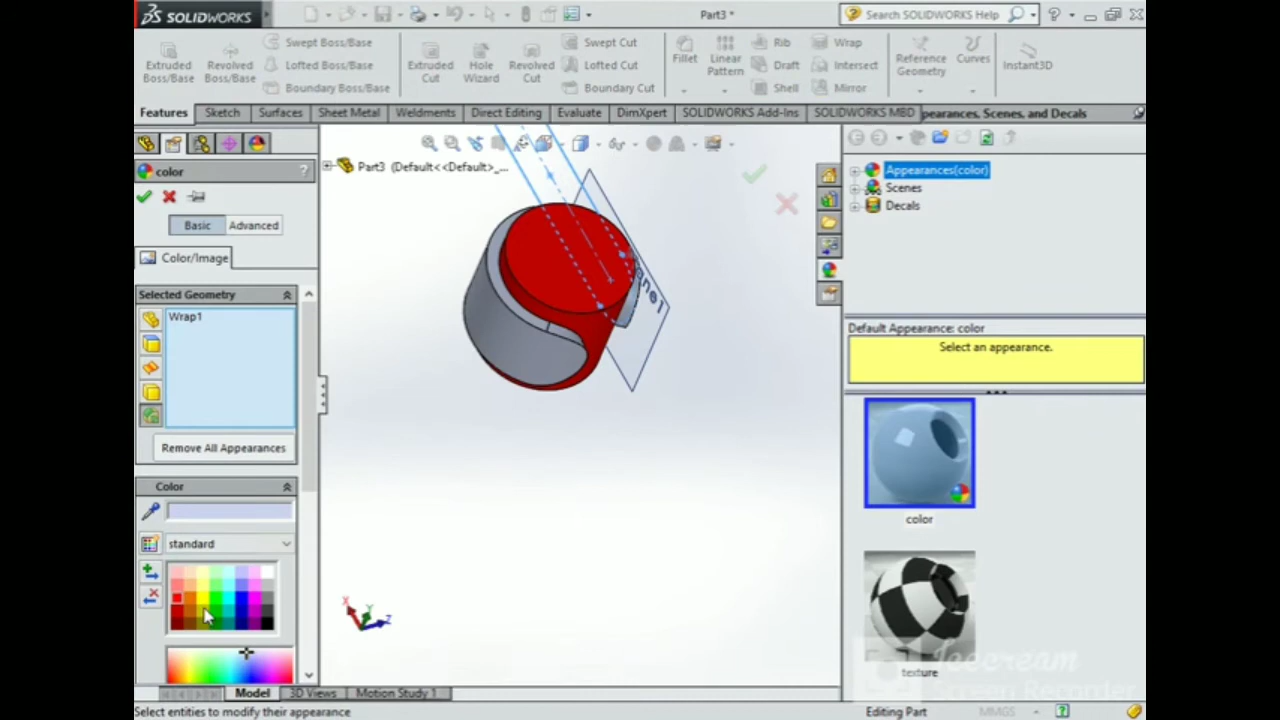 SOLIDWORKS
Part3 *
Search SOLIDWORKS Help
Extruded Boss/Base
Revolved Boss/Base
Swept Boss/Base
Lofted Boss/Base
Boundary Boss/Base
Extruded Cut
Hole Wizard
Revolved Cut
Swept Cut
Lofted Cut
Boundary Cut
Fillet
Linear Pattern
Rib
Draft
Shell
Wrap
Intersect
Mirror
Reference Geometry
Curves
Instant3D
Features
Sketch
Surfaces
Sheet Metal
Weldments
Direct Editing
Evaluate
DimXpert
SOLIDWORKS Add-Ins
SOLIDWORKS MBD
pearances, Scenes, and Decals
Part3 (Default<<Default>_...
color
?
Basic
Advanced
Color/Image
Selected Geometry
Wrap1
Remove All Appearances
Color
standard
anel
X
Y
Z
Appearances(color)
Scenes
Decals
Default Appearance: color
Select an appearance.
color
texture
Icecream
Screen Recorder
Model
3D Views
Motion Study 1
Select entities to modify their appearance
Editing Part
MMGS